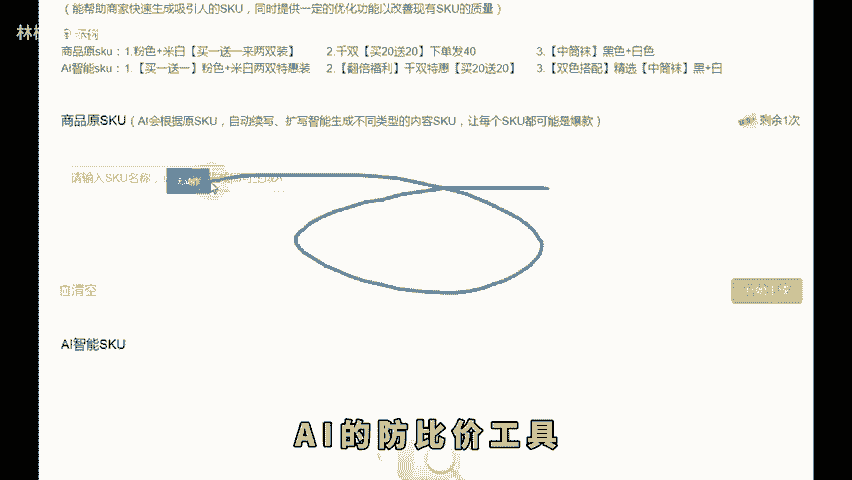 （能帮助商家快速生成吸引人的SKU，同时提供一定的优化功能以改善现有SKU的质量）
林
商品原sku：1.粉色+米白【买一送一来两双装】 2.千双【买20送20】下单发40 3.【中筒袜】黑色+白色
AI智能sku：1.【买一送一】粉色+米白两双特惠装 2.【翻倍福利】千双特惠【买20送20】 3.【双色搭配】精选【中筒袜】黑+白
商品原SKU（AI会根据原SKU，自动续写、扩写智能生成不同类型的内容SKU，让每个SKU都可能是爆款） 剩余1次
请输入SKU名称，
清空
AI智能SKU
AI的防比价工具